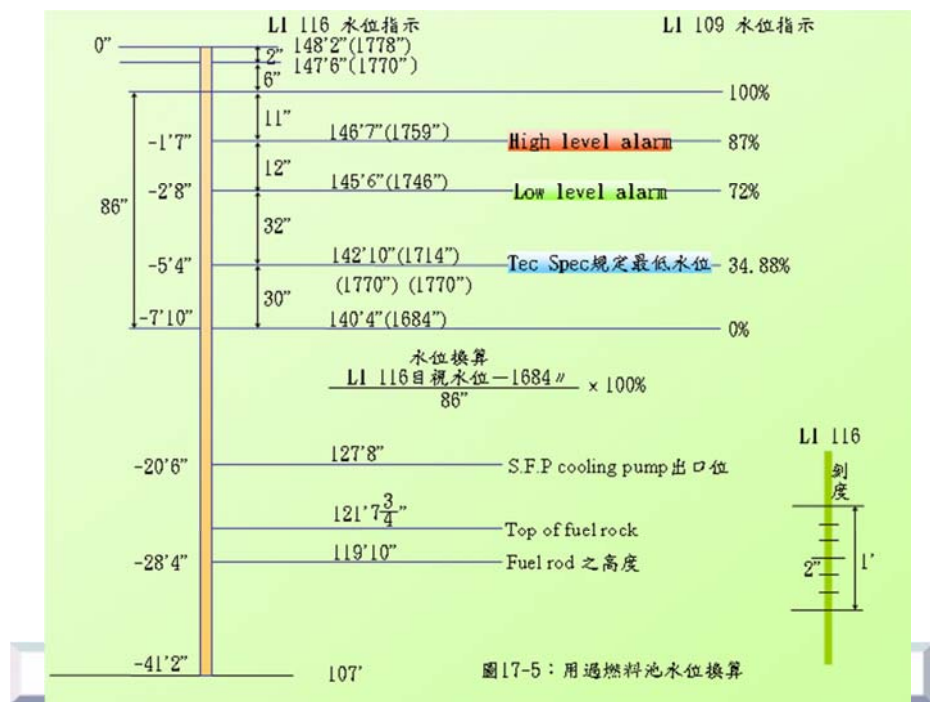 LI 116 水位指示
LI 109 水位指示
0"
148'2"(1778")
2"
147'6"(1770")
6"
100%
11"
-1'7"
146'7"(1759")
High level alarm
87%
12"
-2'8"
145'6"(1746")
Low level alarm
72%
86"
32"
-5'4"
142'10"(1714")
Tec Spec規定最低水位
34.88%
(1770") (1770")
30"
-7'10"
140'4"(1684")
0%
水位換算
LI 116目視水位－1684〃
× 100%
86"
LI 116
刻度
-20'6"
127'8"
S.F.P cooling pump出口位
121'7 3/4"
Top of fuel rock
-28'4"
119'10"
Fuel rod 之高度
2"
1'
-41'2"
107'
圖17-5：用過燃料池水位換算